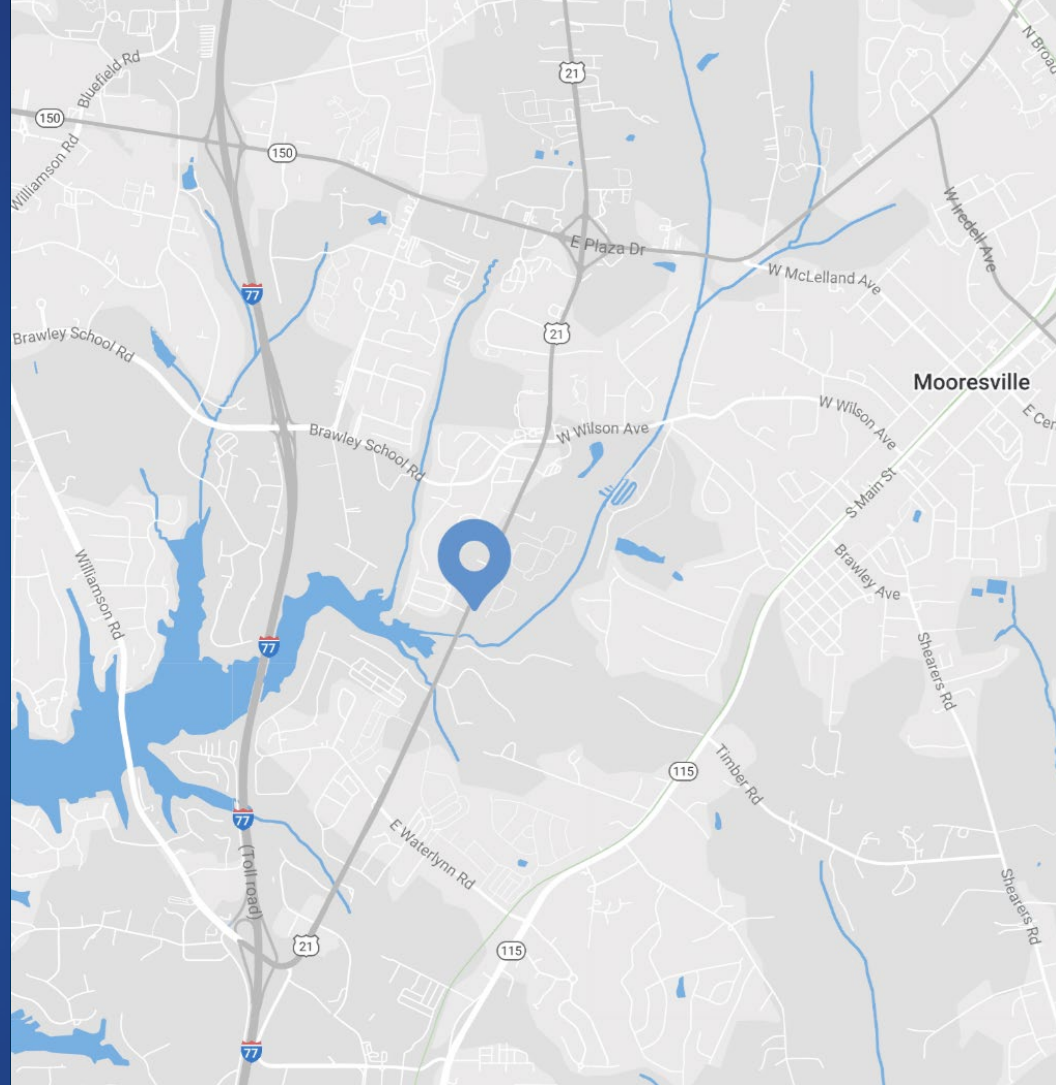 N Broad
21
Bluefield Rd
150
150
Williamson Rd
W Iredell Ave
E Plaza Dr
W McLelland Ave
77
21
Brawley School Rd
Mooresville
W Wilson Ave
E Cen
W Wilson Ave
Brawley School Rd
S Main St
Brawley Ave
Williamson Rd
77
Shearers Rd
115
Timber Rd
77
E Waterlynn Rd
(Toll road)
Shearers Rd
21
115
77